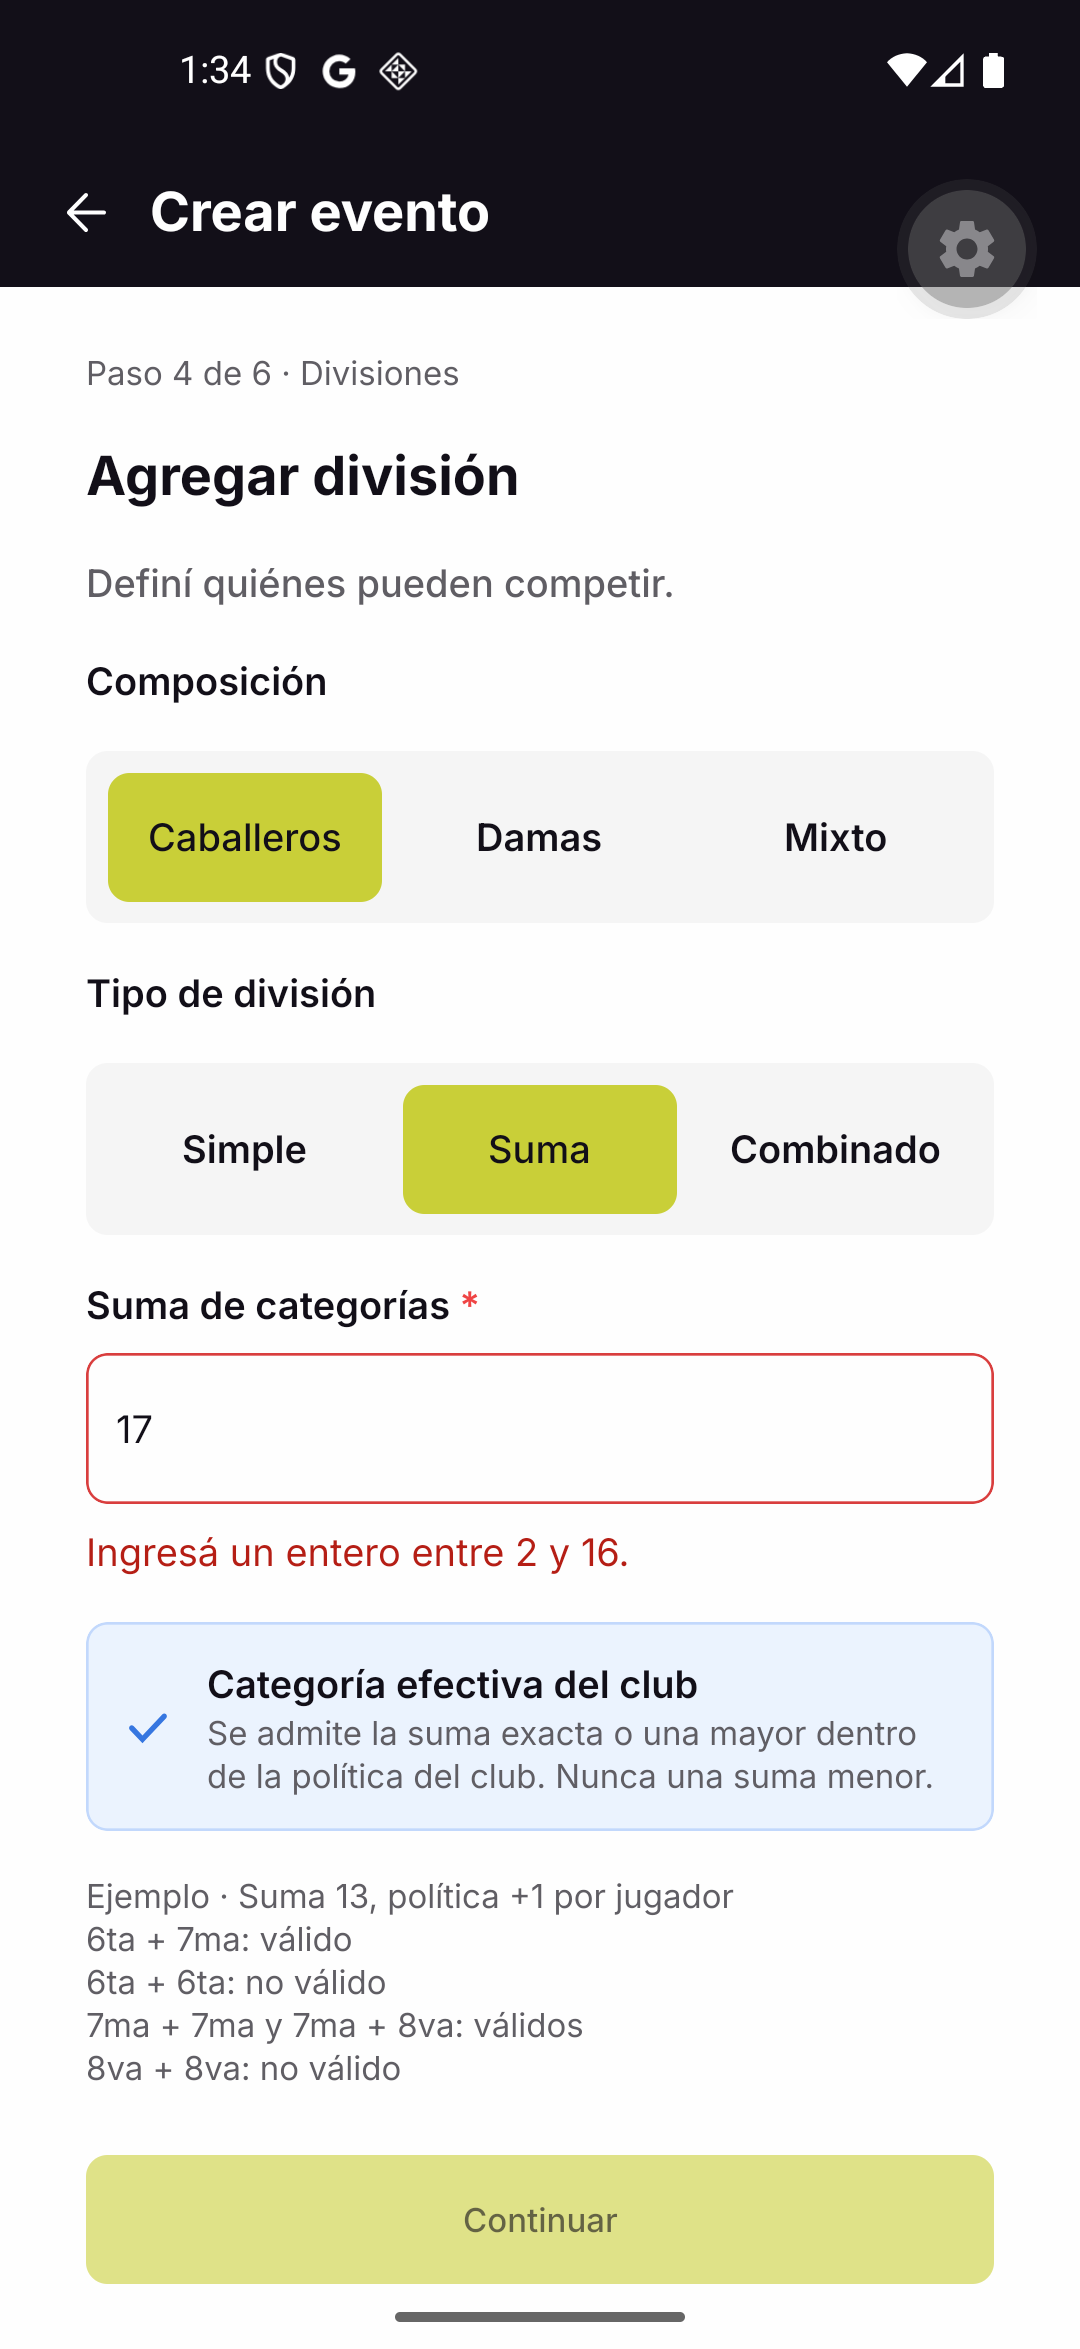 1:34
Crear evento
Paso 4 de 6 · Divisiones
Agregar división
Definí quiénes pueden competir.
Composición
Caballeros Damas Mixto
Tipo de división
Simple Suma Combinado
Suma de categorías *
17
Ingresá un entero entre 2 y 16.
Categoría efectiva del club
Se admite la suma exacta o una mayor dentro
de la política del club. Nunca una suma menor.
Ejemplo · Suma 13, política +1 por jugador
6ta + 7ma: válido
6ta + 6ta: no válido
7ma + 7ma y 7ma + 8va: válidos
8va + 8va: no válido
Continuar